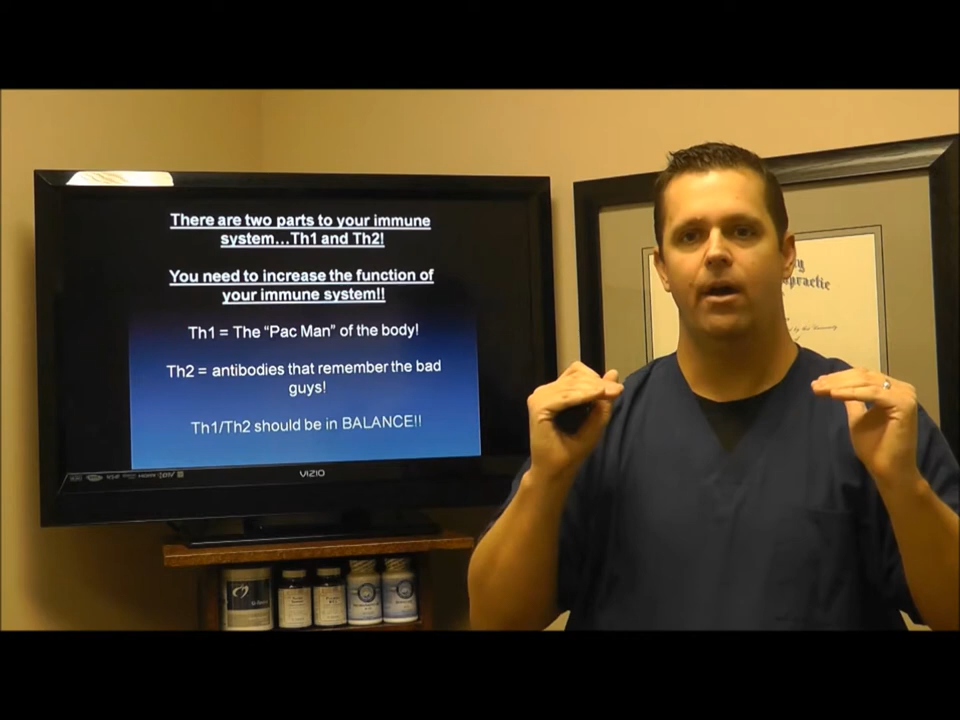 There are two parts to your immune
system...Th1 and Th2!
You need to increase the function of
your immune system!!
Th1 = The “Pac Man” of the body!
Th2 = antibodies that remember the bad
guys!
Th1/Th2 should be in BALANCE!!
VIZIO